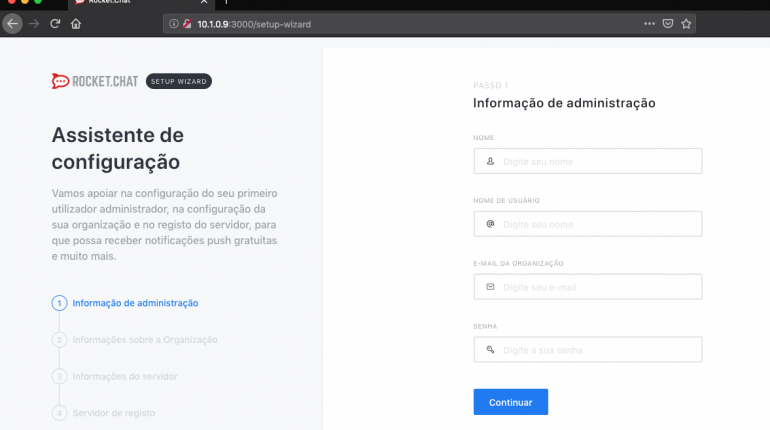 Rocket.Chat
10.1.0.9:3000/setup-wizard
ROCKET.CHAT SETUP WIZARD
Assistente de
configuração
Vamos apoiar na configuração do seu primeiro
utilizador administrador, na configuração da
sua organização e no registo do servidor, para
que possa receber notificações push gratuitas
e muito mais.
1 Informação de administração
2 Informações sobre a Organização
3 Informações do servidor
4 Servidor de registo
PASSO 1
Informação de administração
NOME
Digite seu nome
NOME DE USUÁRIO
@ Digite seu nome
E-MAIL DA ORGANIZAÇÃO
Digite seu e-mail
SENHA
Digite a sua senha
Continuar